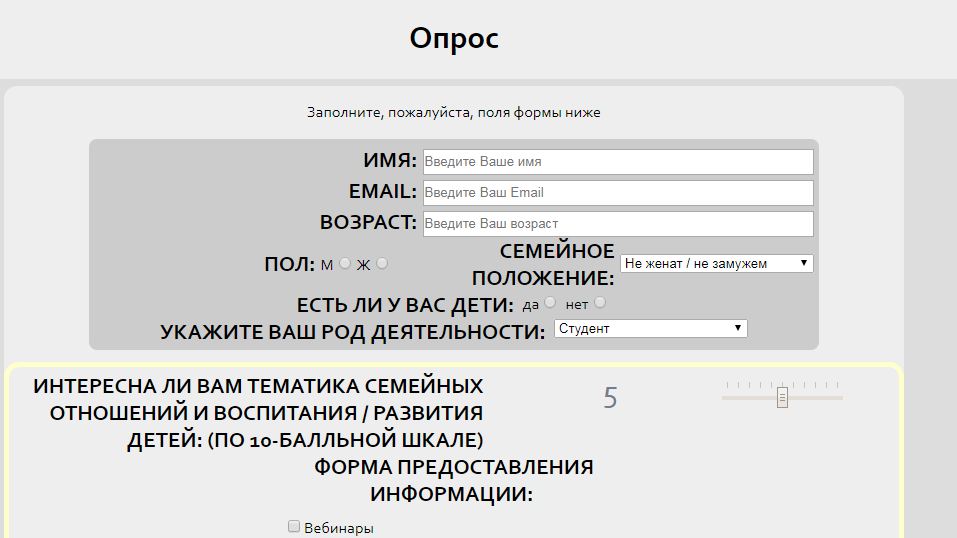 Опрос
Заполните, пожалуйста, поля формы ниже
ИМЯ: Введите Ваше имя
EMAIL: Введите Ваш Email
ВОЗРАСТ: Введите Ваш возраст
ПОЛ: М Ж СЕМЕЙНОЕ
ПОЛОЖЕНИЕ: Не женат / не замужем
ЕСТЬ ЛИ У ВАС ДЕТИ: да нет
УКАЖИТЕ ВАШ РОД ДЕЯТЕЛЬНОСТИ: Студент
ИНТЕРЕСНА ЛИ ВАМ ТЕМАТИКА СЕМЕЙНЫХ
ОТНОШЕНИЙ И ВОСПИТАНИЯ / РАЗВИТИЯ
ДЕТЕЙ: (ПО 10-БАЛЛЬНОЙ ШКАЛЕ)
5
ФОРМА ПРЕДОСТАВЛЕНИЯ
ИНФОРМАЦИИ:
Вебинары